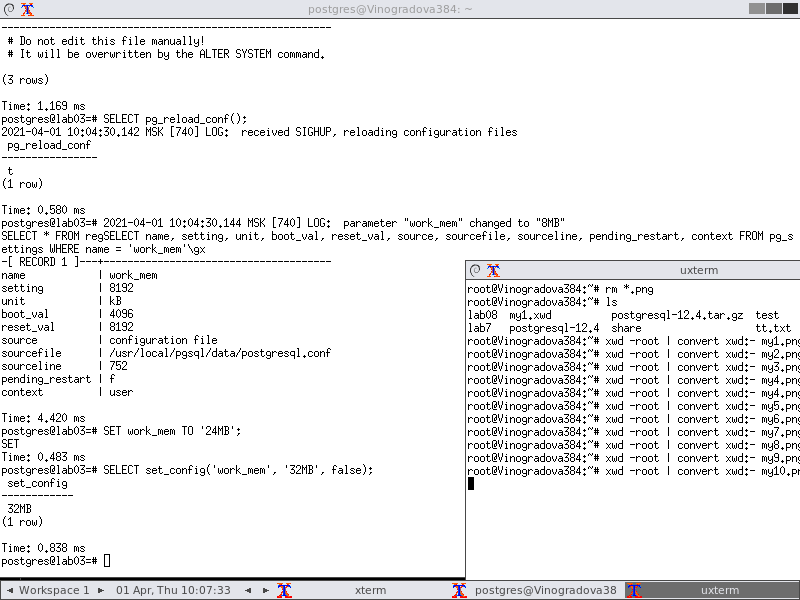 postgres@Vinogradova384: ~
# Do not edit this file manually!
# It will be overwritten by the ALTER SYSTEM command.
(3 rows)
Time: 1.169 ms
postgres@lab03=# SELECT pg_reload_conf();
2021-04-01 10:04:30.142 MSK [740] LOG:  received SIGHUP, reloading configuration files
pg_reload_conf
----------------
t
(1 row)
Time: 0.580 ms
postgres@lab03=# 2021-04-01 10:04:30.144 MSK [740] LOG:  parameter "work_mem" changed to "8MB"
SELECT * FROM regSELECT name, setting, unit, boot_val, reset_val, source, sourcefile, sourceline, pending_restart, context FROM pg_s
ettings WHERE name = 'work_mem'\gx
-[ RECORD 1 ]---+--------------------------------------
name            | work_mem
setting         | 8192
unit            | kB
boot_val        | 4096
reset_val       | 8192
source          | configuration file
sourcefile      | /usr/local/pgsql/data/postgresql.conf
sourceline      | 752
pending_restart | f
context         | user
Time: 4.420 ms
postgres@lab03=# SET work_mem TO '24MB';
SET
Time: 0.483 ms
postgres@lab03=# SELECT set_config('work_mem', '32MB', false);
set_config
------------
32MB
(1 row)
Time: 0.838 ms
postgres@lab03=#
uxterm
root@Vinogradova384:~# rm *.png
root@Vinogradova384:~# ls
lab08  my1.xwd          postgresql-12.4.tar.gz  test
lab7   postgresql-12.4  share                   tt.txt
root@Vinogradova384:~# xwd -root | convert xwd:- my1.png
root@Vinogradova384:~# xwd -root | convert xwd:- my2.png
root@Vinogradova384:~# xwd -root | convert xwd:- my3.png
root@Vinogradova384:~# xwd -root | convert xwd:- my4.png
root@Vinogradova384:~# xwd -root | convert xwd:- my4.png
root@Vinogradova384:~# xwd -root | convert xwd:- my5.png
root@Vinogradova384:~# xwd -root | convert xwd:- my6.png
root@Vinogradova384:~# xwd -root | convert xwd:- my7.png
root@Vinogradova384:~# xwd -root | convert xwd:- my8.png
root@Vinogradova384:~# xwd -root | convert xwd:- my9.png
root@Vinogradova384:~# xwd -root | convert xwd:- my10.pn
Workspace 1 01 Apr, Thu 10:07:33 xterm postgres@Vinogradova38 uxterm